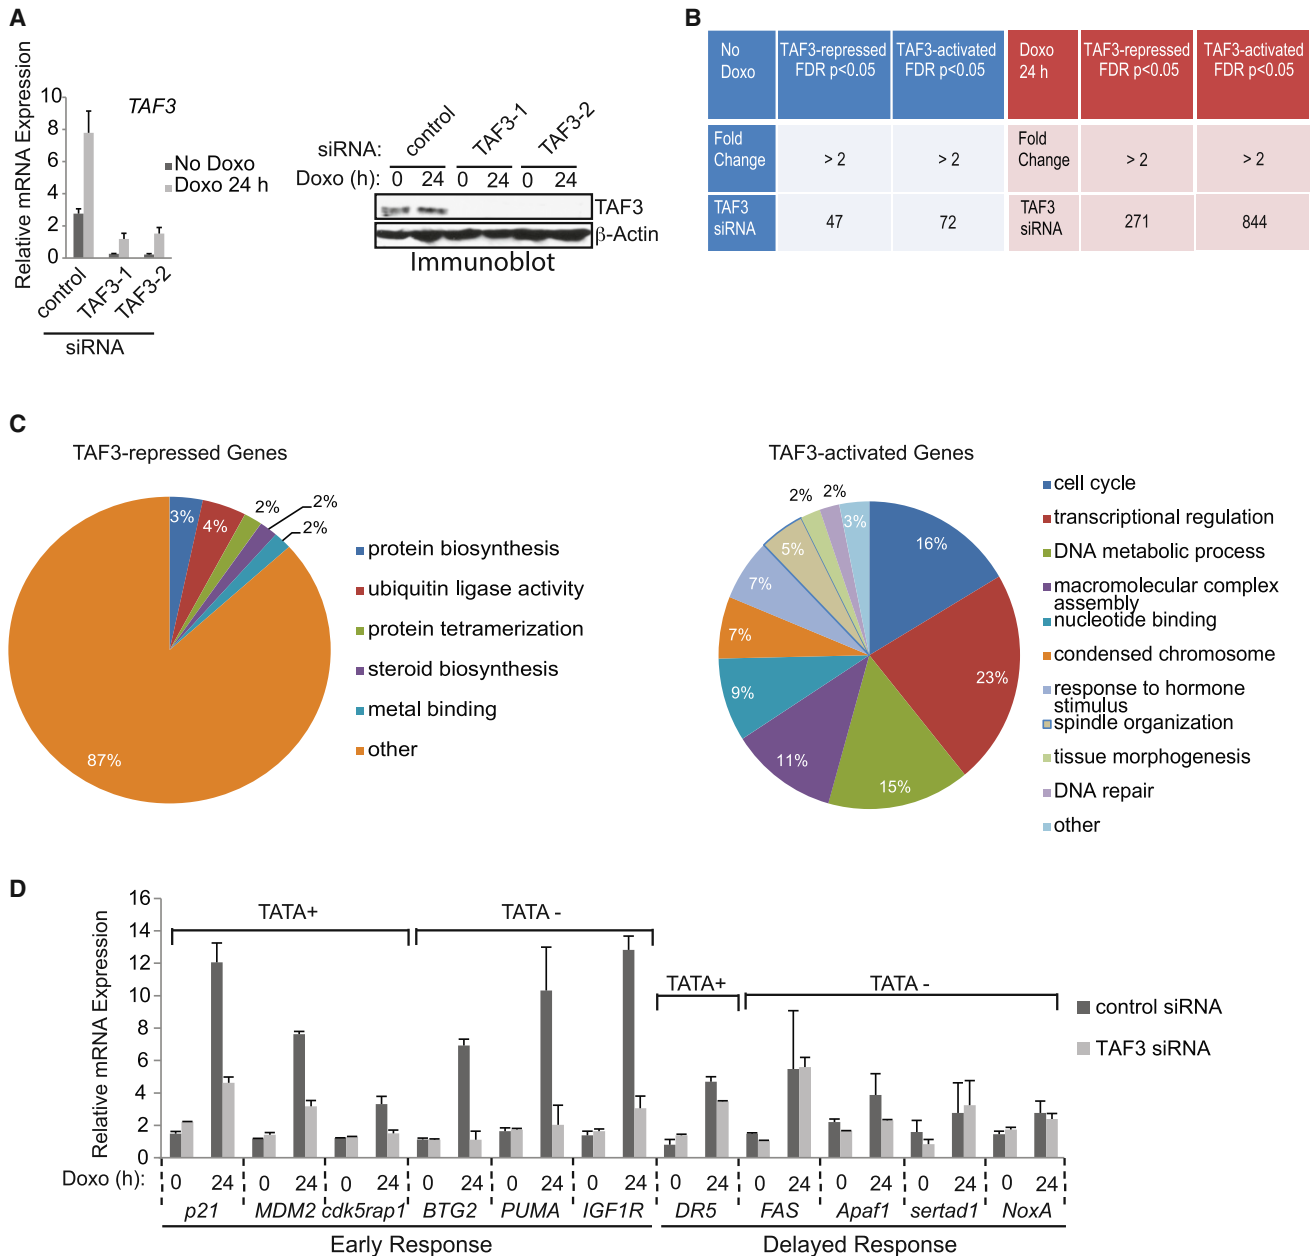 A
TAF3
Relative mRNA Expression
10
8
6
4
2
0
No Doxo
Doxo 24 h
control
TAF3-1
TAF3-2
siRNA
siRNA:
control
TAF3-1
TAF3-2
Doxo (h):
0 24 0 24 0 24
TAF3
β-Actin
Immunoblot
B
No Doxo
TAF3-repressed FDR p<0.05
TAF3-activated FDR p<0.05
Doxo 24 h
TAF3-repressed FDR p<0.05
TAF3-activated FDR p<0.05
Fold Change
> 2
> 2
Fold Change
> 2
> 2
TAF3 siRNA
47
72
TAF3 siRNA
271
844
C
TAF3-repressed Genes
3%
4%
2%
2%
2%
87%
protein biosynthesis
ubiquitin ligase activity
protein tetramerization
steroid biosynthesis
metal binding
other
TAF3-activated Genes
16%
23%
15%
11%
9%
7%
7%
5%
2%
2%
3%
cell cycle
transcriptional regulation
DNA metabolic process
macromolecular complex
assembly
nucleotide binding
condensed chromosome
response to hormone
stimulus
spindle organization
tissue morphogenesis
DNA repair
other
D
Relative mRNA Expression
16
14
12
10
8
6
4
2
0
TATA+
TATA -
TATA+
TATA -
control siRNA
TAF3 siRNA
Doxo (h):
0 24 0 24 0 24 0 24 0 24 0 24 0 24 0 24 0 24 0 24 0 24
p21 MDM2 cdk5rap1 BTG2 PUMA IGF1R DR5 FAS Apaf1 sertad1 NoxA
Early Response
Delayed Response